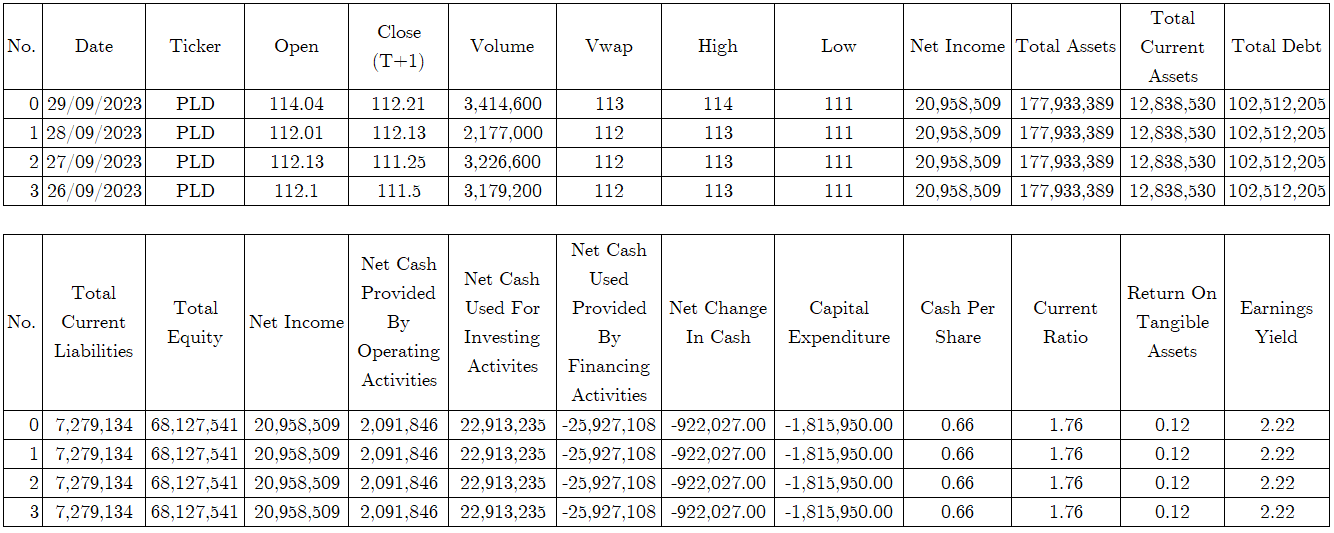 No. Date Ticker Open Close (T+1) Volume Vwap High Low Net Income Total Assets Total Current Assets Total Debt
0 29/09/2023 PLD 114.04 112.21 3,414,600 113 114 111 20,958,509 177,933,389 12,838,530 102,512,205
1 28/09/2023 PLD 112.01 112.13 2,177,000 112 113 111 20,958,509 177,933,389 12,838,530 102,512,205
2 27/09/2023 PLD 112.13 111.25 3,226,600 112 113 111 20,958,509 177,933,389 12,838,530 102,512,205
3 26/09/2023 PLD 112.1 111.5 3,179,200 112 113 111 20,958,509 177,933,389 12,838,530 102,512,205
No. Total Current Liabilities Total Equity Net Income Net Cash Provided By Operating Activities Net Cash Used For Investing Activites Net Cash Used Provided By Financing Activities Net Change In Cash Capital Expenditure Cash Per Share Current Ratio Return On Tangible Assets Earnings Yield
0 7,279,134 68,127,541 20,958,509 2,091,846 22,913,235 -25,927,108 -922,027.00 -1,815,950.00 0.66 1.76 0.12 2.22
1 7,279,134 68,127,541 20,958,509 2,091,846 22,913,235 -25,927,108 -922,027.00 -1,815,950.00 0.66 1.76 0.12 2.22
2 7,279,134 68,127,541 20,958,509 2,091,846 22,913,235 -25,927,108 -922,027.00 -1,815,950.00 0.66 1.76 0.12 2.22
3 7,279,134 68,127,541 20,958,509 2,091,846 22,913,235 -25,927,108 -922,027.00 -1,815,950.00 0.66 1.76 0.12 2.22